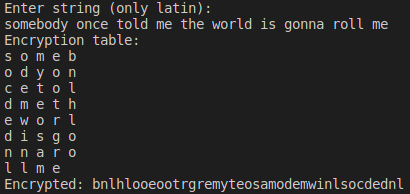 Enter string (only latin):
somebody once told me the world is gonna roll me
Encryption table:
s o m e b
o d y o n
c e t o l
d m e t h
e w o r l
d i s g o
n n a r o
l l m e
Encrypted: bnlhlooeootrgremyteosamodemwinlsocdednl